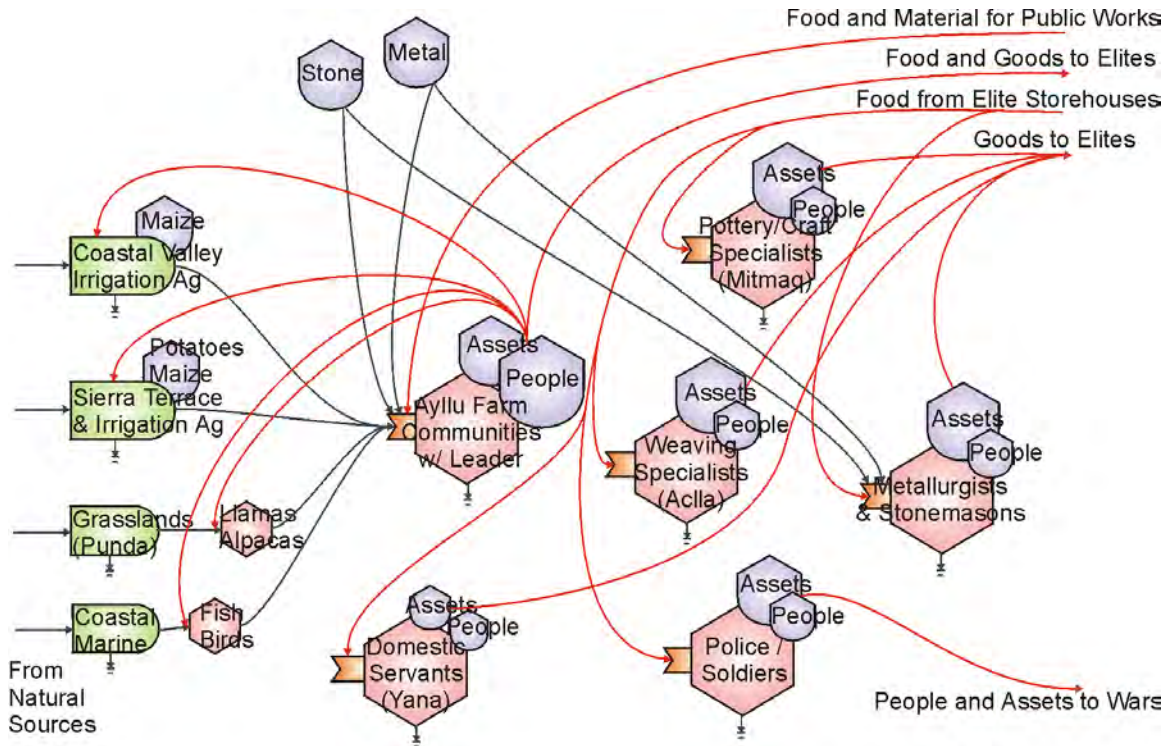 Food and Material for Public Works
Food and Goods to Elites
Food from Elite Storehouses
Goods to Elites
Stone
Metal
Maize
Coastal Valley
Irrigation Ag
Potatoes
Maize
Sierra Terrace
& Irrigation Ag
Grasslands
(Punda)
Llamas
Alpacas
Coastal
Marine
Fish
Birds
From
Natural
Sources
Assets
People
Ayllu Farm
Communities
w/ Leader
Assets
People
Pottery/Craft
Specialists
(Mitmaq)
Assets
People
Weaving
Specialists
(Aclla)
Assets
People
Metallurgists
& Stonemasons
Assets
People
Domestic
Servants
(Yana)
Assets
People
Police /
Soldiers
People and Assets to Wars